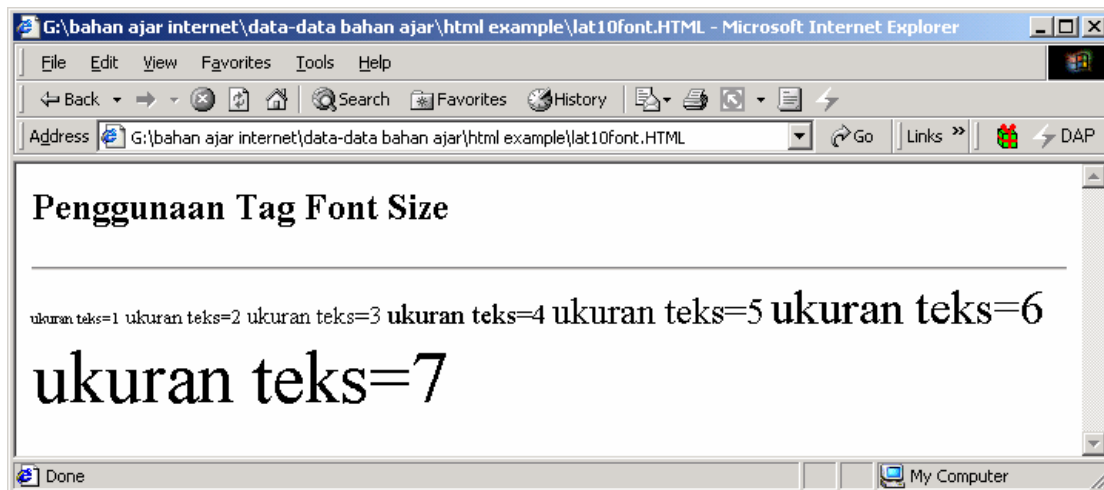 G:\bahan ajar internet\data-data bahan ajar\html example\lat10font.HTML - Microsoft Internet Explorer
File Edit View Favorites Tools Help
Back Search Favorites History
Address G:\bahan ajar internet\data-data bahan ajar\html example\lat10font.HTML Go Links » DAP
Penggunaan Tag Font Size
ukuran teks=1 ukuran teks=2 ukuran teks=3 ukuran teks=4 ukuran teks=5 ukuran teks=6
ukuran teks=7
Done My Computer